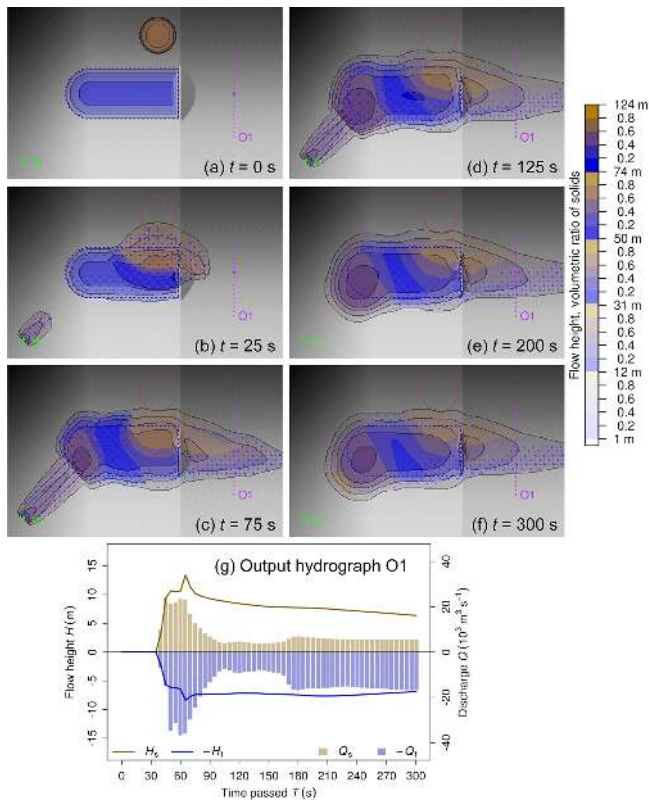 O1
(a) t = 0 s
O1
(b) t = 25 s
O1
(c) t = 75 s
O1
(d) t = 125 s
O1
(e) t = 200 s
O1
(f) t = 300 s
Flow height, volumetric ratio of solids
124 m
0.8
0.6
0.4
0.2
74 m
0.8
0.6
0.4
0.2
50 m
0.8
0.6
0.4
0.2
31 m
0.8
0.6
0.4
0.2
12 m
0.8
0.6
0.4
0.2
1 m
(g) Output hydrograph O1
Flow height H (m)
15
10
5
0
-5
-10
-15
Discharge Q (10³ m³ s⁻¹)
40
20
0
-20
-40
Hs
−Hf
Qs
−Qf
0 30 60 90 120 150 180 210 240 270 300
Time passed T (s)